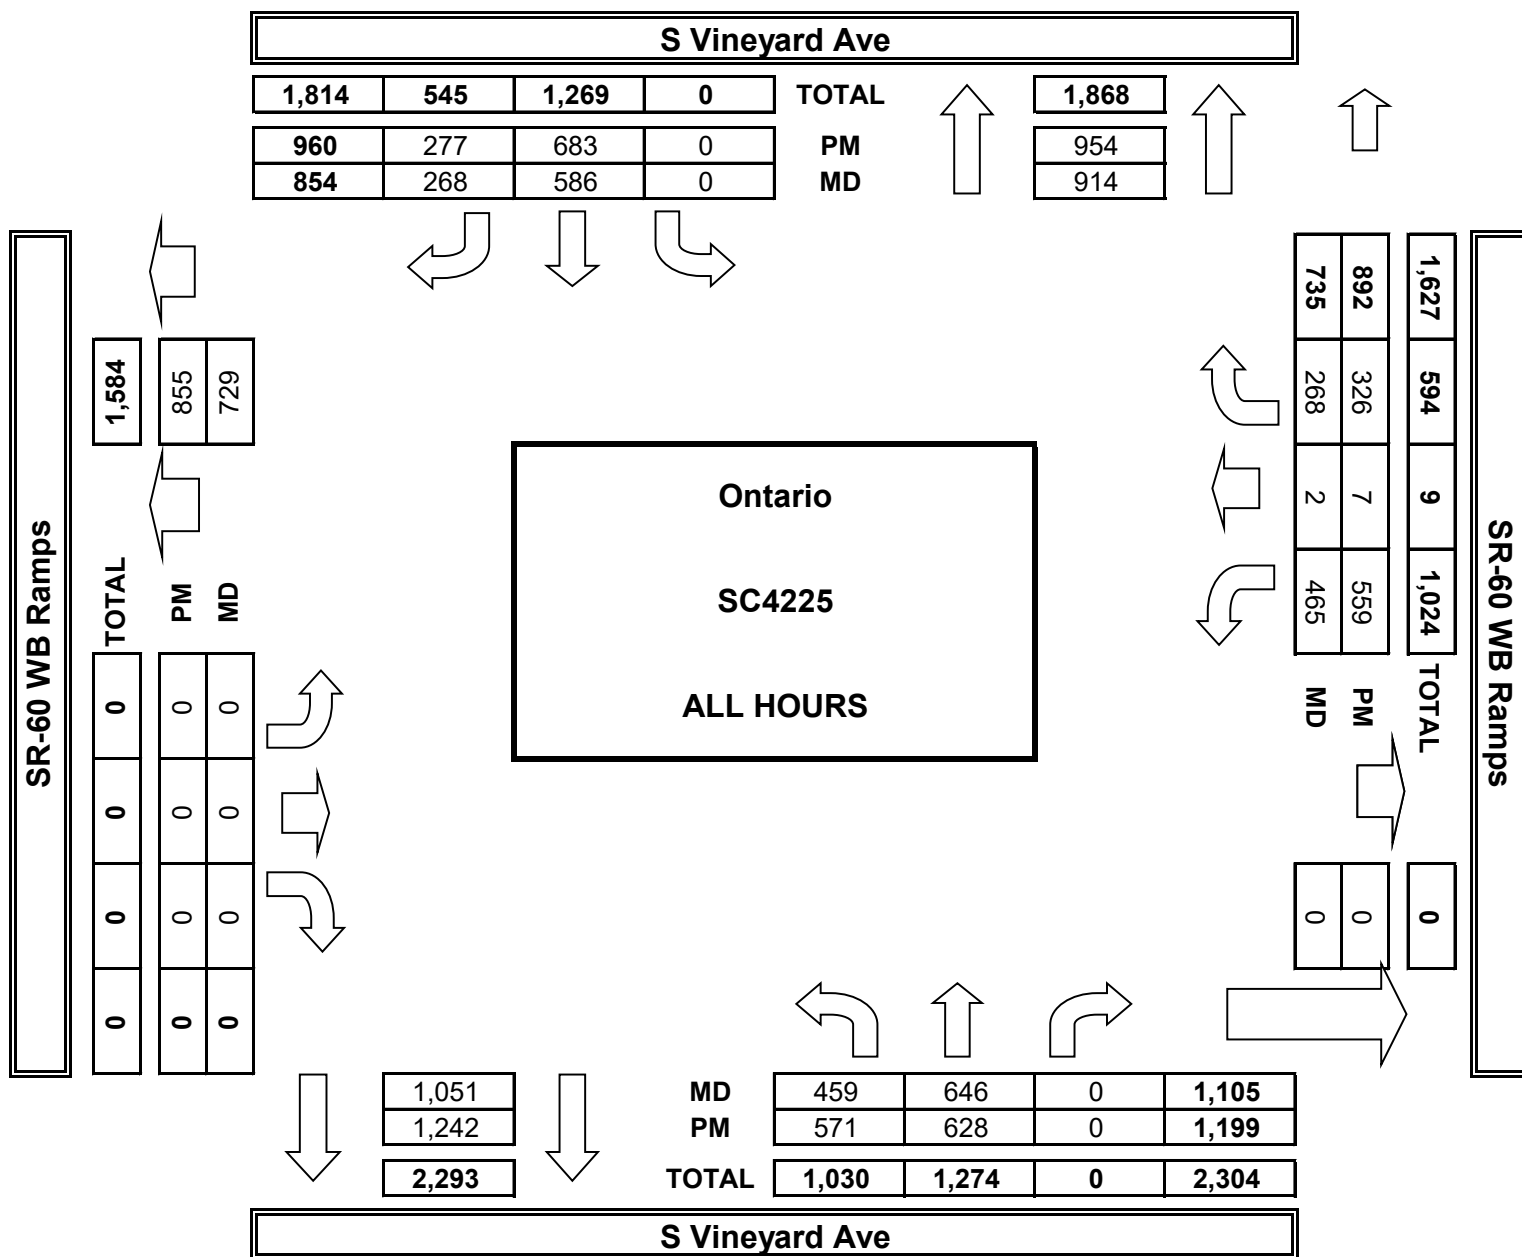 S Vineyard Ave
1,814 545 1,269 0 TOTAL 1,868
960 277 683 0 PM 954
854 268 586 0 MD 914
SR-60 WB Ramps
1,584
855
729
TOTAL
PM
MD
0 0 0 0
0 0 0 0
0 0 0 0
Ontario
SC4225
ALL HOURS
1,627 594 9 1,024 TOTAL 0
892 326 7 559 PM 0
735 268 2 465 MD 0
SR-60 WB Ramps
1,051 MD 459 646 0 1,105
1,242 PM 571 628 0 1,199
2,293 TOTAL 1,030 1,274 0 2,304
S Vineyard Ave